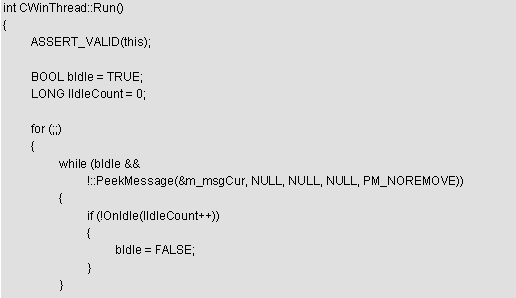 int CWinThread::Run()
{
ASSERT_VALID(this);
BOOL bIdle = TRUE;
LONG lIdleCount = 0;
for (;;)
{
while (bIdle &&
!::PeekMessage(&m_msgCur, NULL, NULL, NULL, PM_NOREMOVE))
{
if (!OnIdle(lIdleCount++))
{
bIdle = FALSE;
}
}